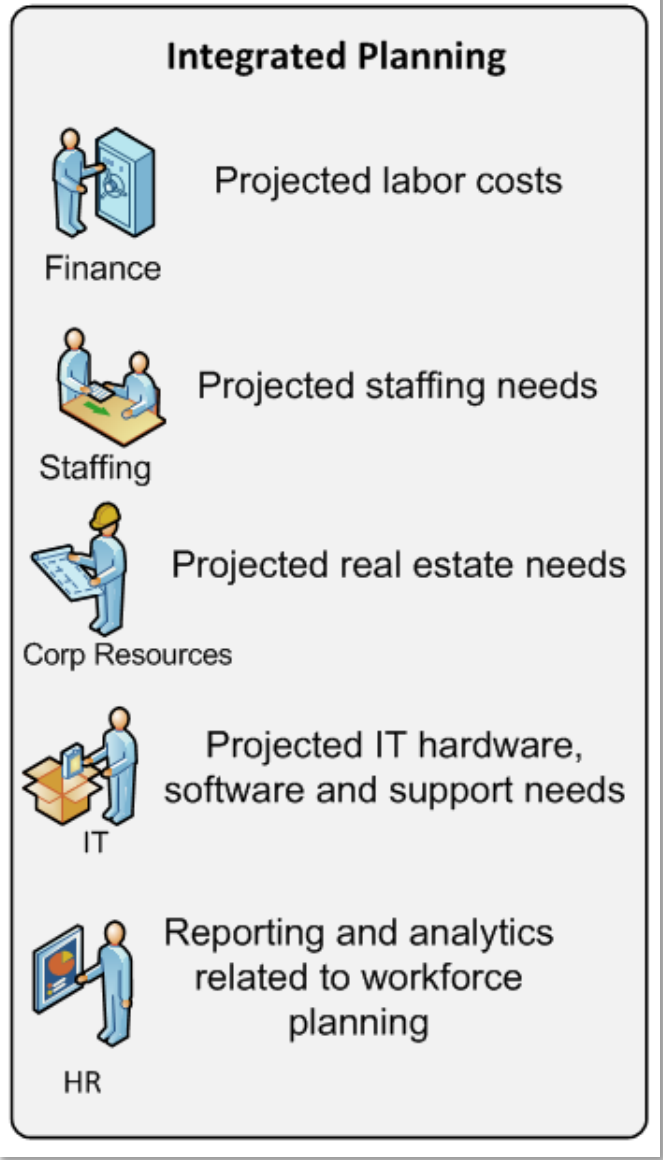 Integrated Planning
Projected labor costs
Finance
Projected staffing needs
Staffing
Projected real estate needs
Corp Resources
Projected IT hardware,
software and support needs
IT
Reporting and analytics
related to workforce
planning
HR